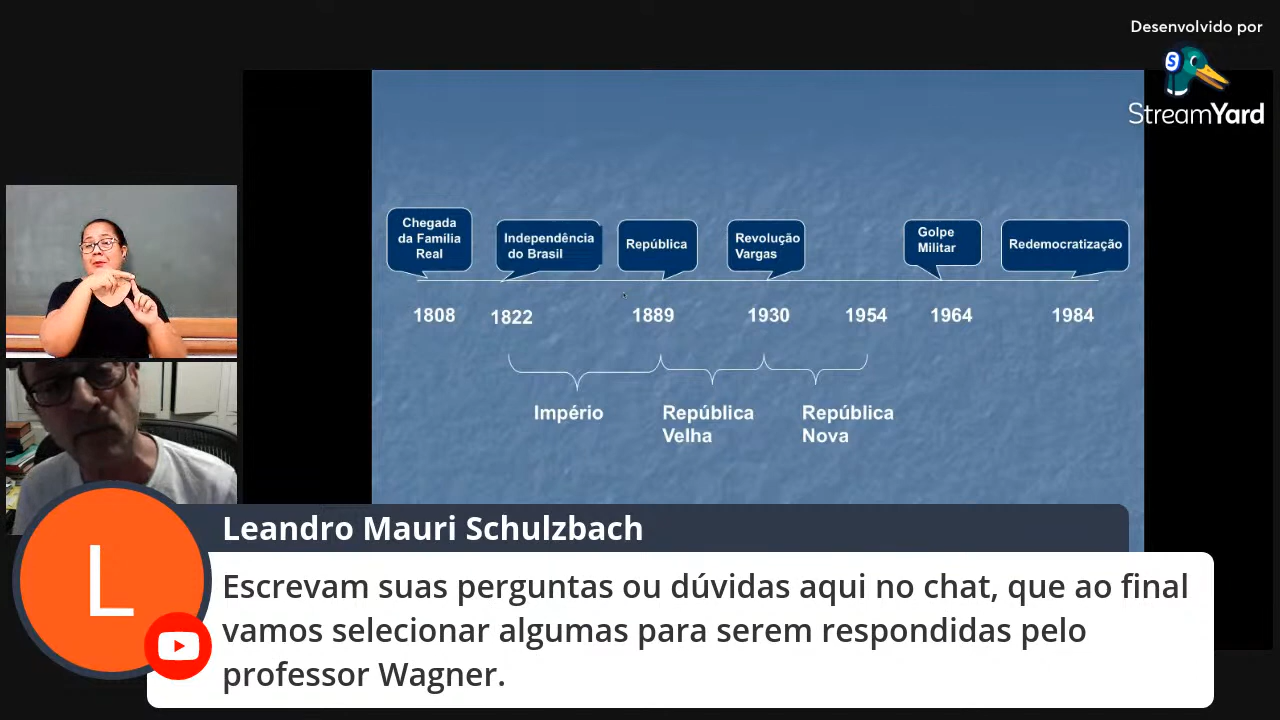 Desenvolvido por
S
StreamYard
Chegada
da Família
Real
Independência
do Brasil
República
Revolução
Vargas
Golpe
Militar
Redemocratização
1808
1822
1889
1930
1954
1964
1984
Império
República
Velha
República
Nova
L
Leandro Mauri Schulzbach
Escrevam suas perguntas ou dúvidas aqui no chat, que ao final
vamos selecionar algumas para serem respondidas pelo
professor Wagner.